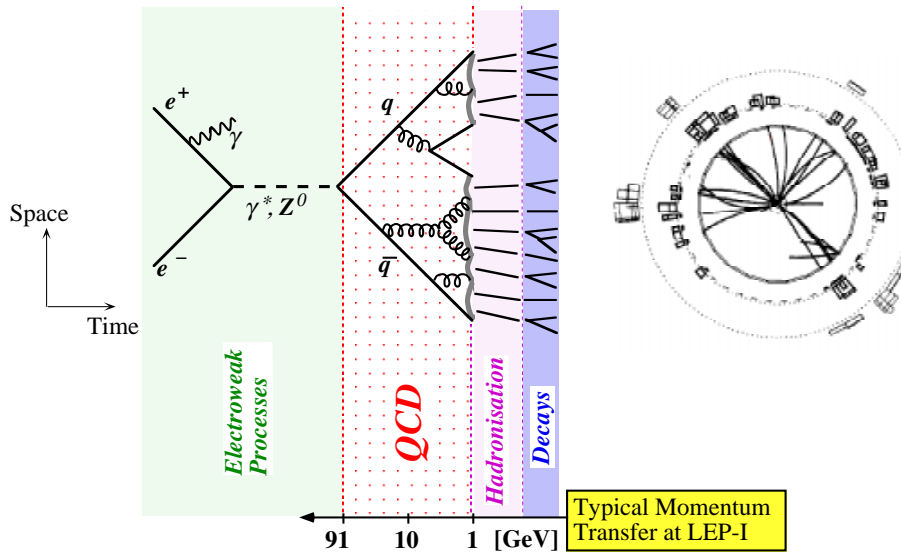 e+
γ
q
Space
γ*, Z0
e−
q̅
Time
Electroweak
Processes
QCD
Hadronisation
Decays
Typical Momentum
Transfer at LEP-I
91 10 1 [GeV]